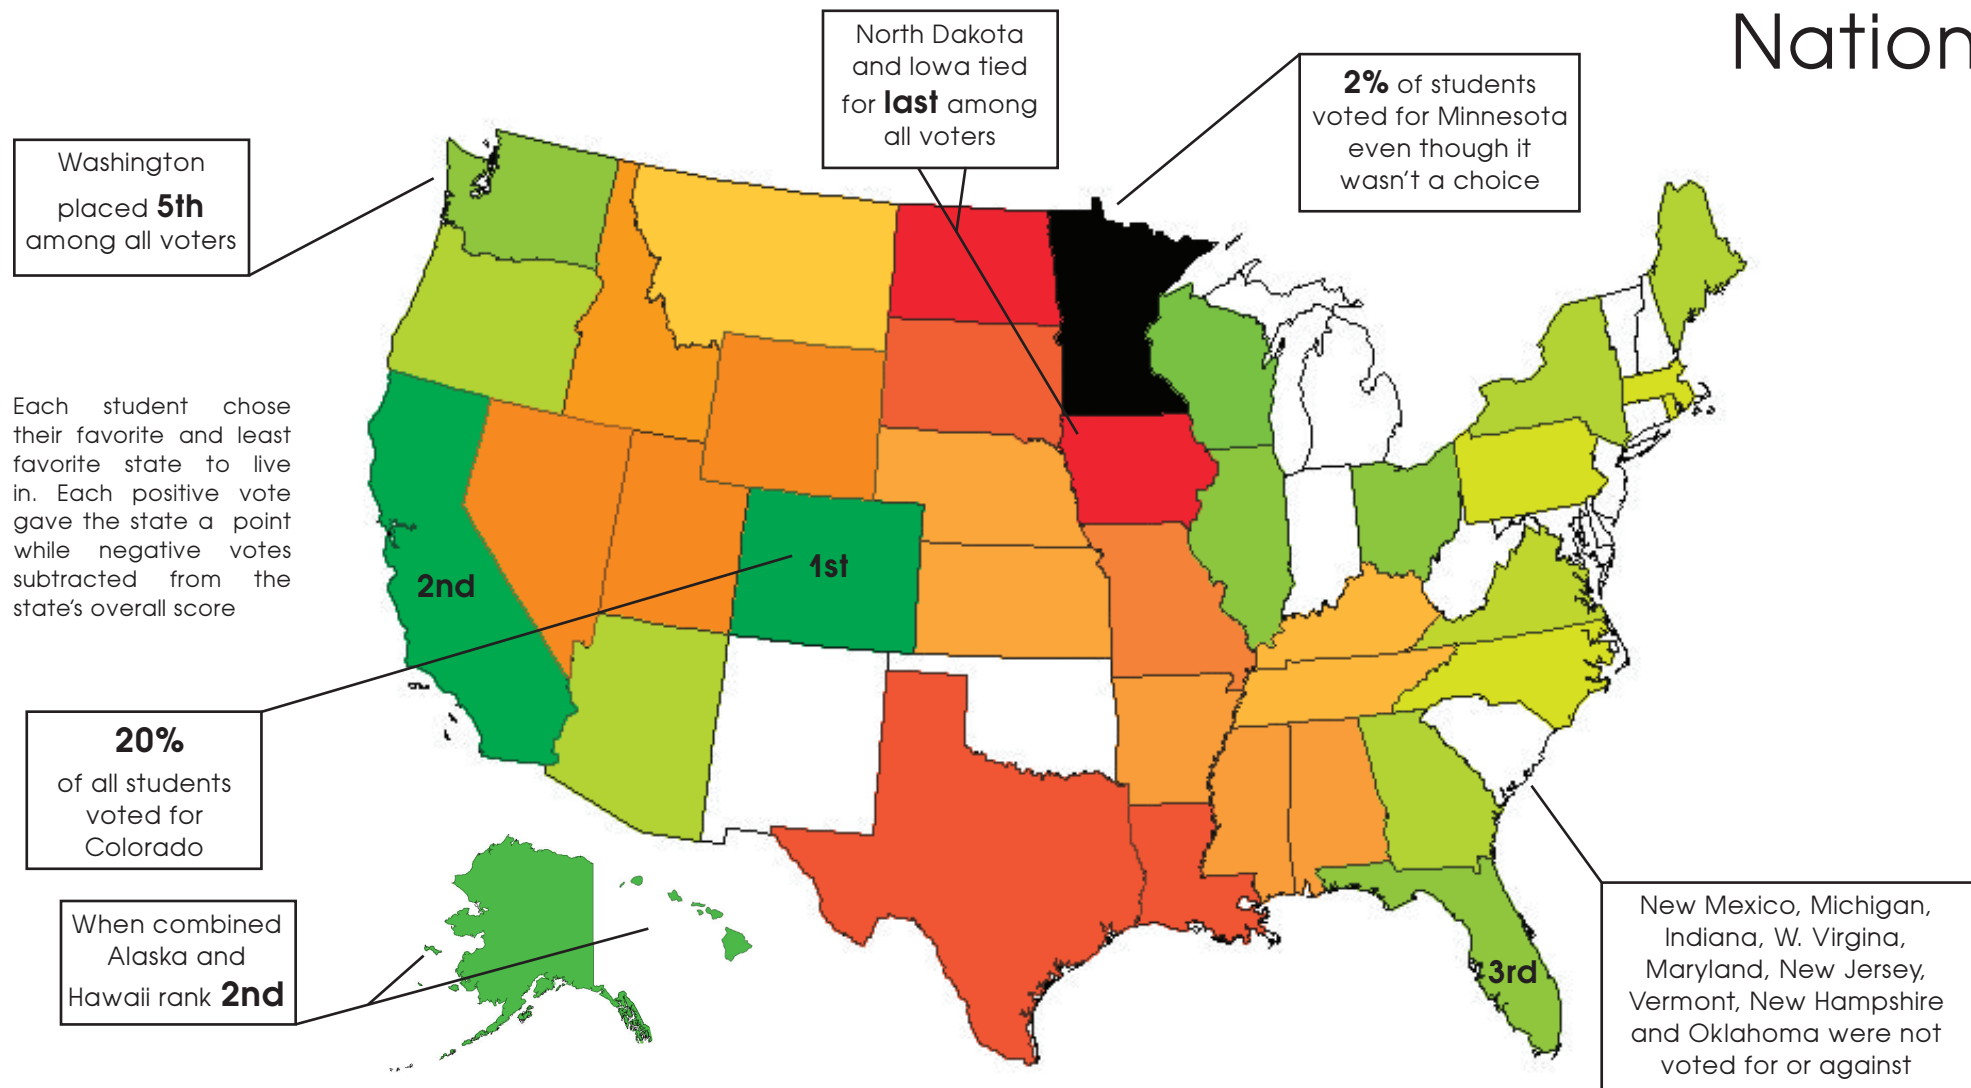 Nation
North Dakota
and Iowa tied
for last among
all voters
2% of students
voted for Minnesota
even though it
wasn't a choice
Washington
placed 5th
among all voters
Each student chose
their favorite and least
favorite state to live
in. Each positive vote
gave the state a point
while negative votes
subtracted from the
state's overall score
2nd
1st
20%
of all students
voted for
Colorado
When combined
Alaska and
Hawaii rank 2nd
3rd
New Mexico, Michigan,
Indiana, W. Virgina,
Maryland, New Jersey,
Vermont, New Hampshire
and Oklahoma were not
voted for or against